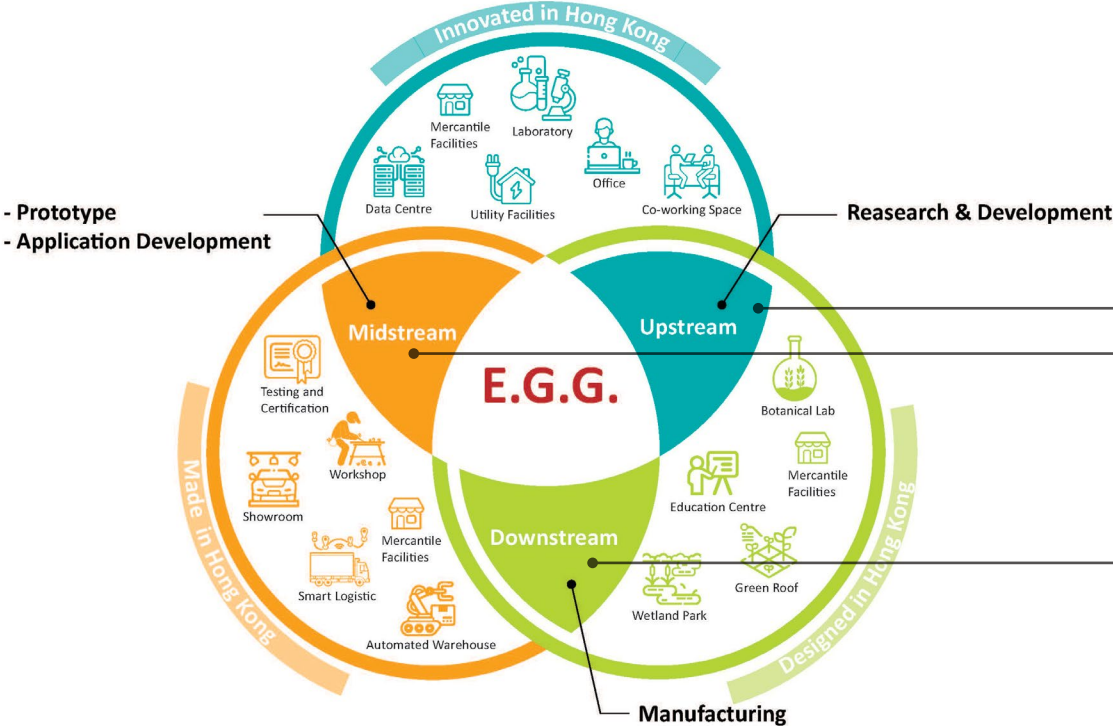 Innovated in Hong Kong
Mercantile
Facilities
Laboratory
Office
Data Centre
Utility Facilities
Co-working Space
- Prototype
- Application Development
Reasearch & Development
Midstream
Upstream
E.G.G.
Testing and
Certification
Workshop
Showroom
Mercantile
Facilities
Smart Logistic
Automated Warehouse
Made in Hong Kong
Botanical Lab
Mercantile
Facilities
Education Centre
Green Roof
Wetland Park
Designed in Hong Kong
Downstream
Manufacturing